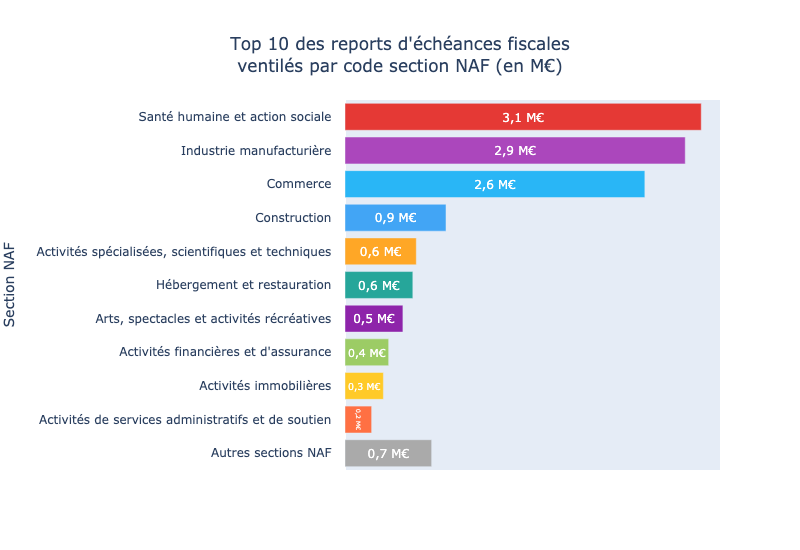 Top 10 des reports d'échéances fiscales
ventilés par code section NAF (en M€)
Section NAF
Santé humaine et action sociale 3,1 M€
Industrie manufacturière 2,9 M€
Commerce 2,6 M€
Construction 0,9 M€
Activités spécialisées, scientifiques et techniques 0,6 M€
Hébergement et restauration 0,6 M€
Arts, spectacles et activités récréatives 0,5 M€
Activités financières et d'assurance 0,4 M€
Activités immobilières 0,3 M€
Activités de services administratifs et de soutien 0,2 M€
Autres sections NAF 0,7 M€